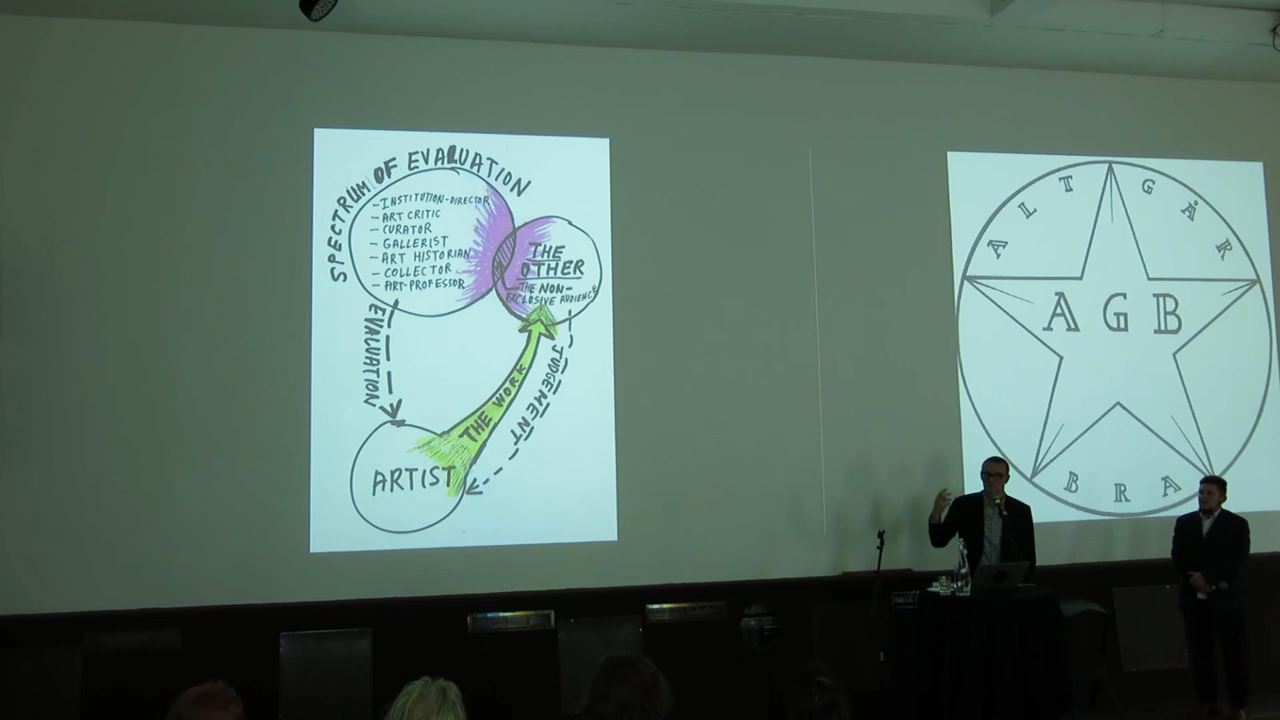 SPECTRUM OF EVALUATION
- INSTITUTION-DIRECTOR
- ART CRITIC
- CURATOR
- GALLERIST
- ART HISTORIAN
- COLLECTOR
- ART-PROFESSOR
THE
OTHER
THE NON-
EXCLUSIVE AUDIENCE
EVALUATION
THE WORK
JUDGEMENT
ARTIST
ALT GÅR
AGB
BRA